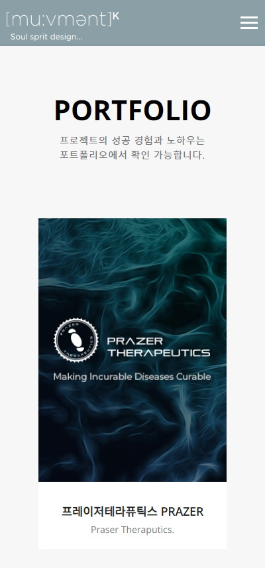 [mu:vmənt]ᴷ
Soul sprit design...
PORTFOLIO
프로젝트의 성공 경험과 노하우는
포트폴리오에서 확인 가능합니다.
PRAZER
THERAPEUTICS
Making Incurable Diseases Curable
프레이저테라퓨틱스 PRAZER
Praser Theraputics.